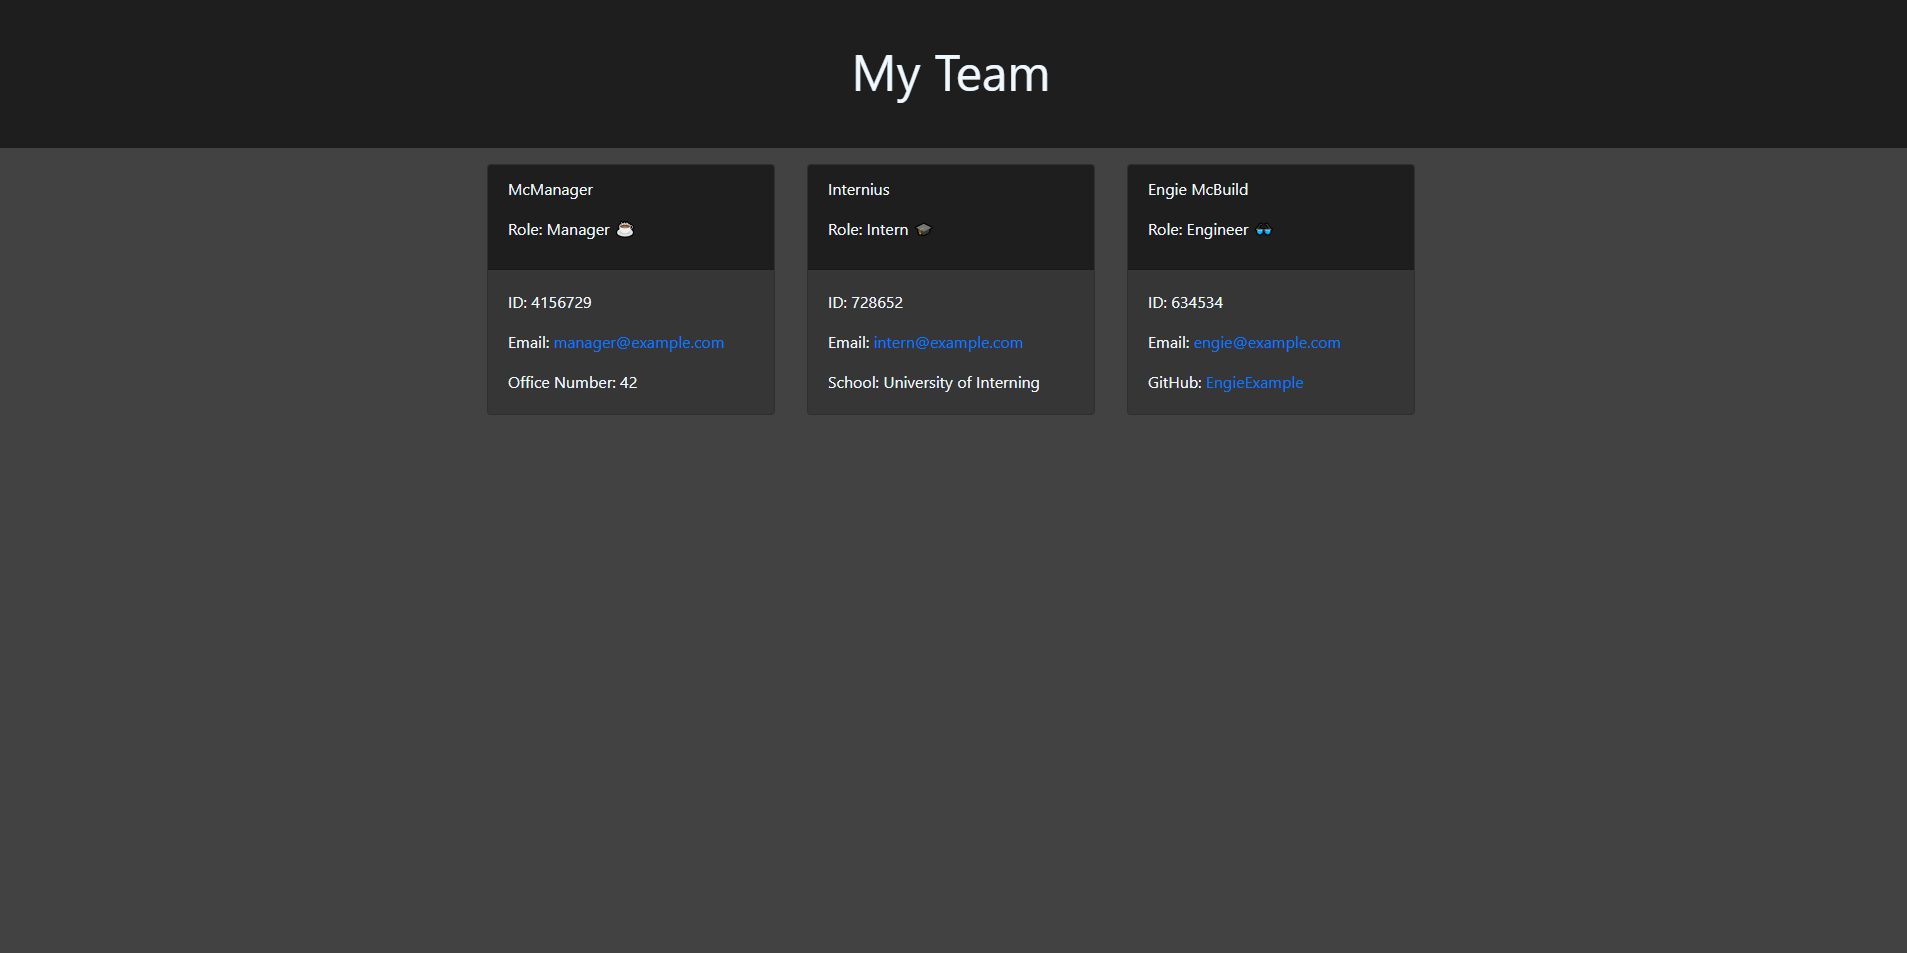 My Team
McManager
Role: Manager ☕
ID: 4156729
Email: manager@example.com
Office Number: 42
Internius
Role: Intern 🎓
ID: 728652
Email: intern@example.com
School: University of Interning
Engie McBuild
Role: Engineer 👓
ID: 634534
Email: engie@example.com
GitHub: EngieExample